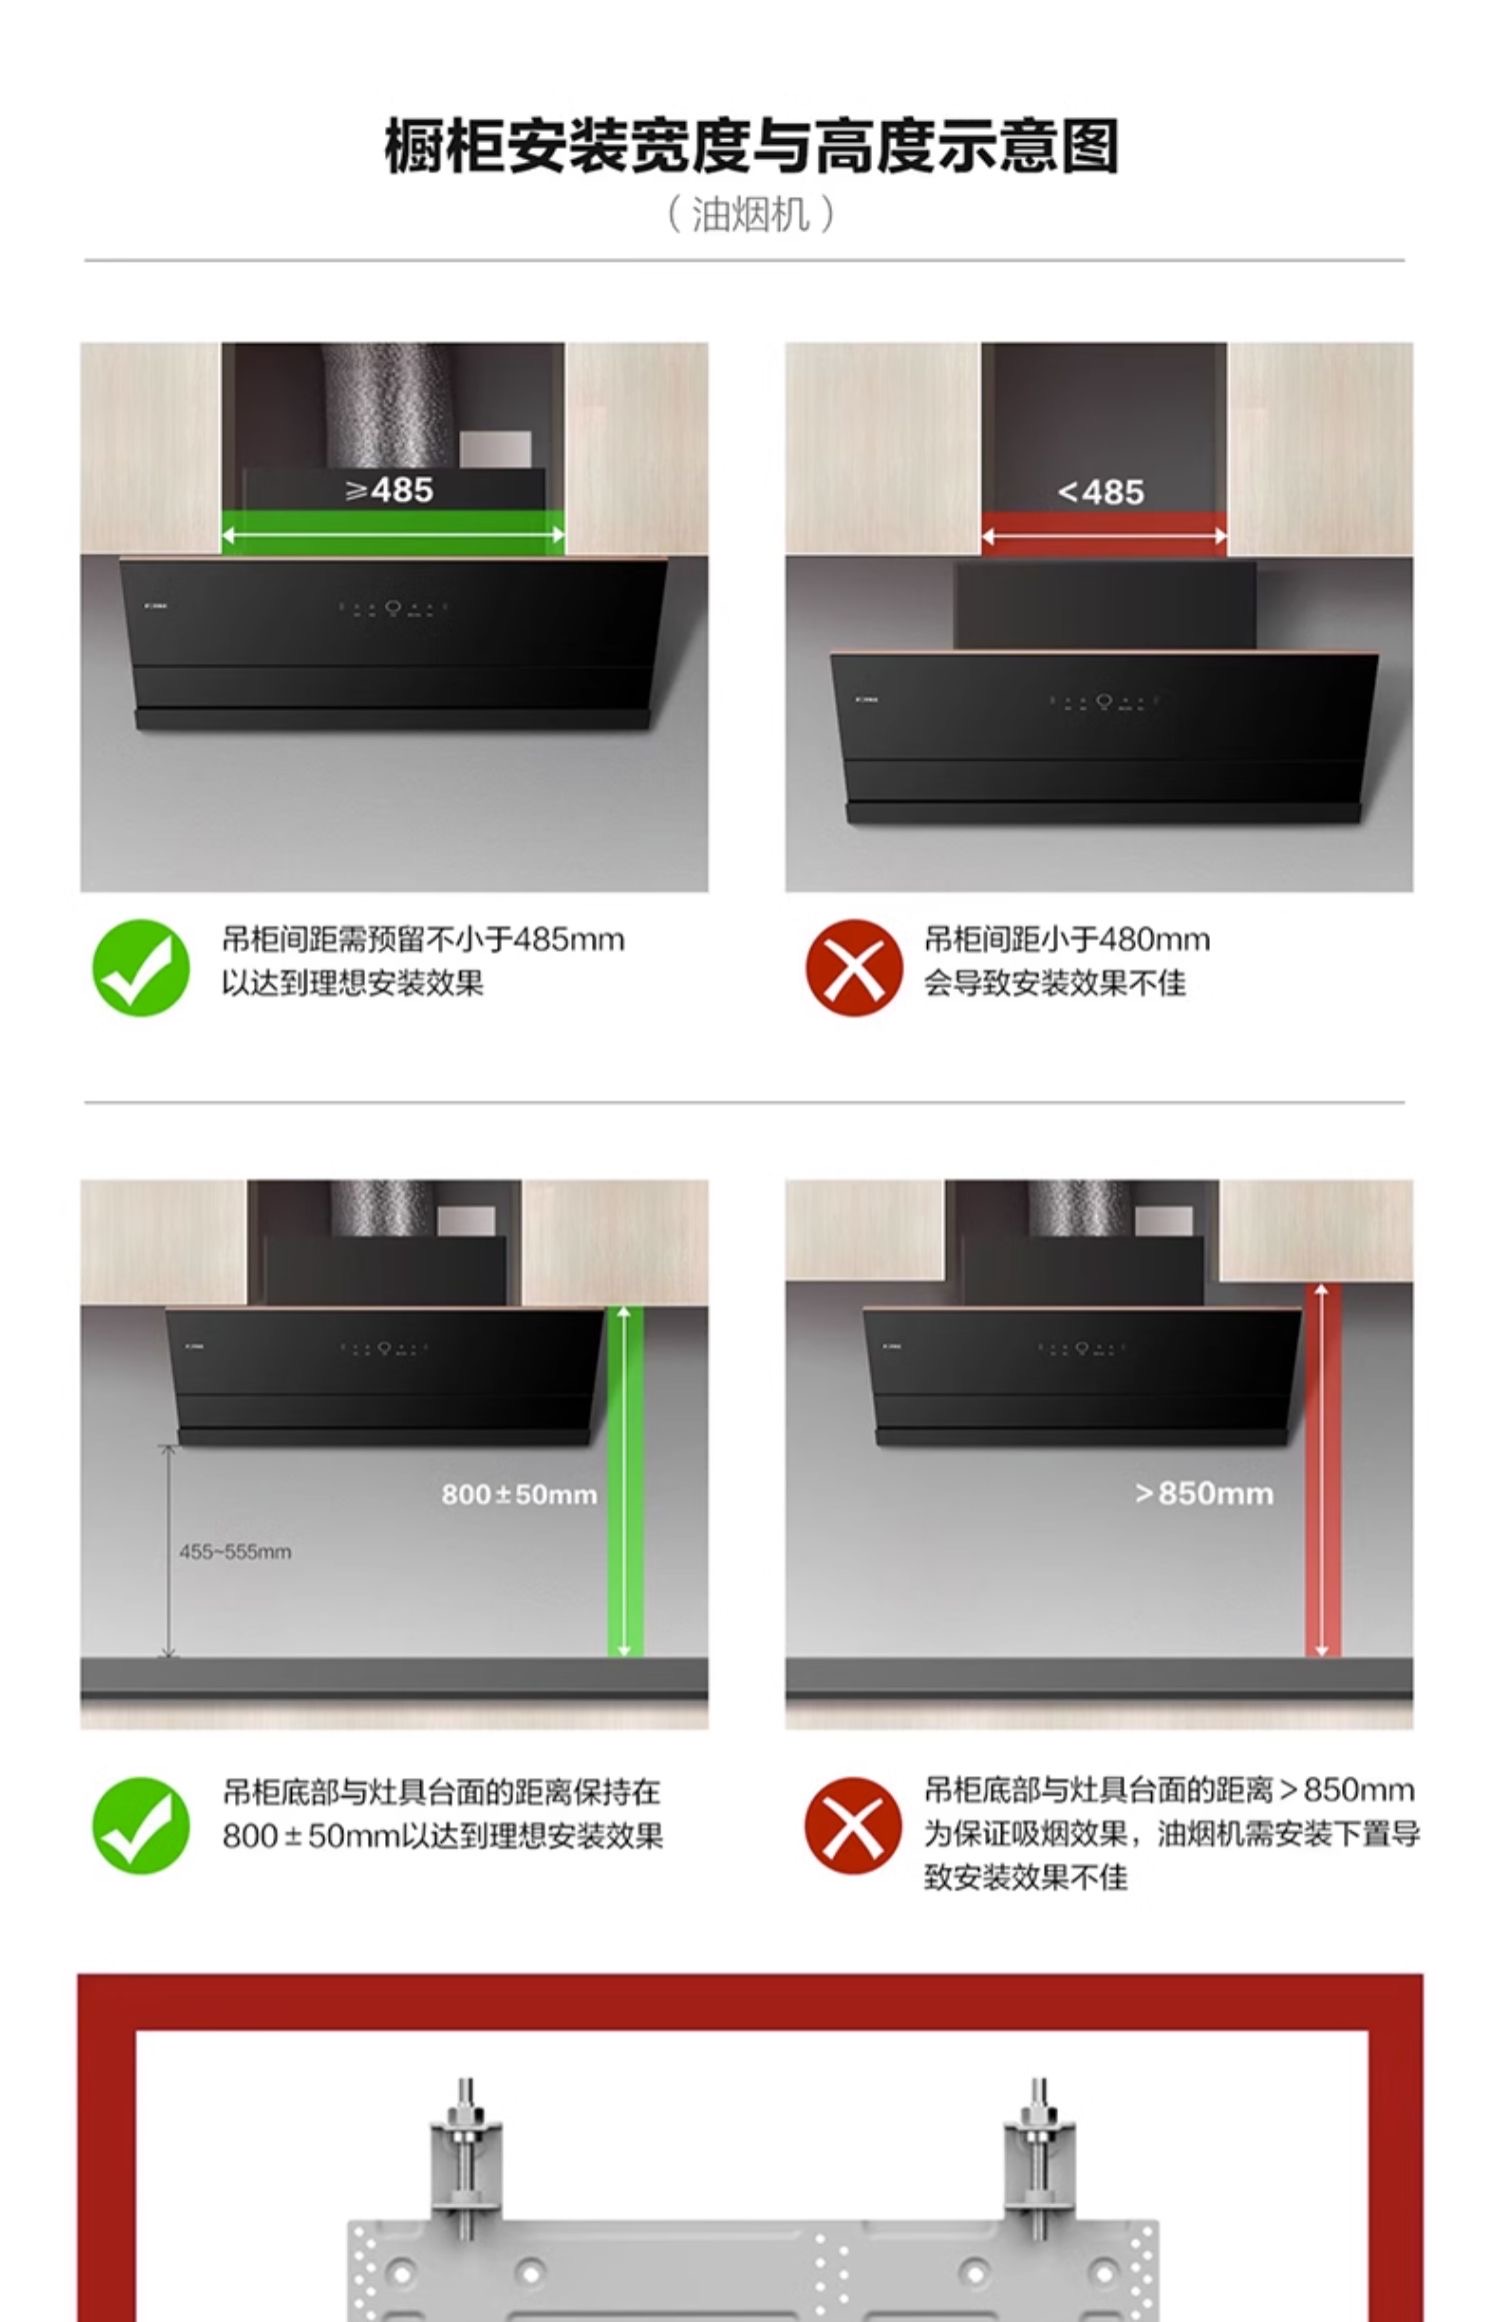 橱柜安装宽度与高度示意图
（油烟机）
≥485
<485
吊柜间距需预留不小于485mm
以达到理想安装效果
吊柜间距小于480mm
会导致安装效果不佳
800±50mm
455~555mm
>850mm
吊柜底部与灶具台面的距离保持在
800±50mm以达到理想安装效果
吊柜底部与灶具台面的距离>850mm
为保证吸烟效果，油烟机需安装下置导
致安装效果不佳